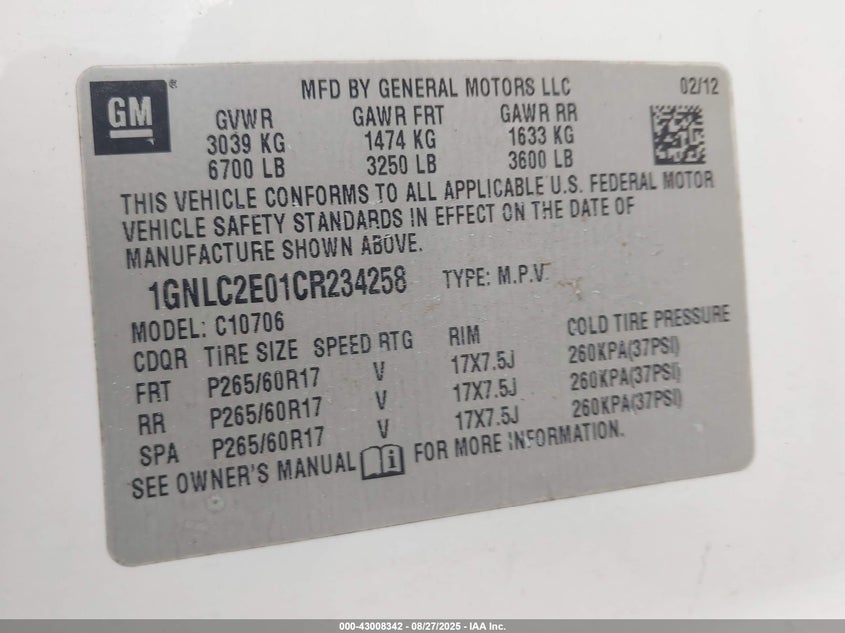 GM ®
MFD BY GENERAL MOTORS LLC 02/12
GVWR GAWR FRT GAWR RR
3039 KG 1474 KG 1633 KG
6700 LB 3250 LB 3600 LB
THIS VEHICLE CONFORMS TO ALL APPLICABLE U.S. FEDERAL MOTOR
VEHICLE SAFETY STANDARDS IN EFFECT ON THE DATE OF
MANUFACTURE SHOWN ABOVE.
1GNLC2E01CR234258 TYPE: M.P.V.
MODEL: C10706
CDQR TIRE SIZE SPEED RTG RIM COLD TIRE PRESSURE
FRT P265/60R17 V 17X7.5J 260KPA(37PSI)
RR P265/60R17 V 17X7.5J 260KPA(37PSI)
SPA P265/60R17 V 17X7.5J 260KPA(37PSI)
SEE OWNER'S MANUAL i FOR MORE INFORMATION.
000-43008342 - 08/27/2025 - IAA Inc.